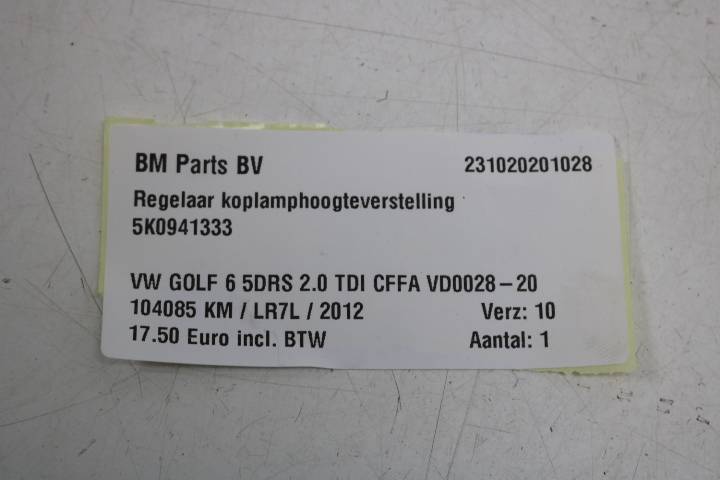 BM Parts BV 231020201028
Regelaar koplamphoogteverstelling
5K0941333
VW GOLF 6 5DRS 2.0 TDI CFFA VD0028-20
104085 KM / LR7L / 2012 Verz: 10
17.50 Euro incl. BTW Aantal: 1